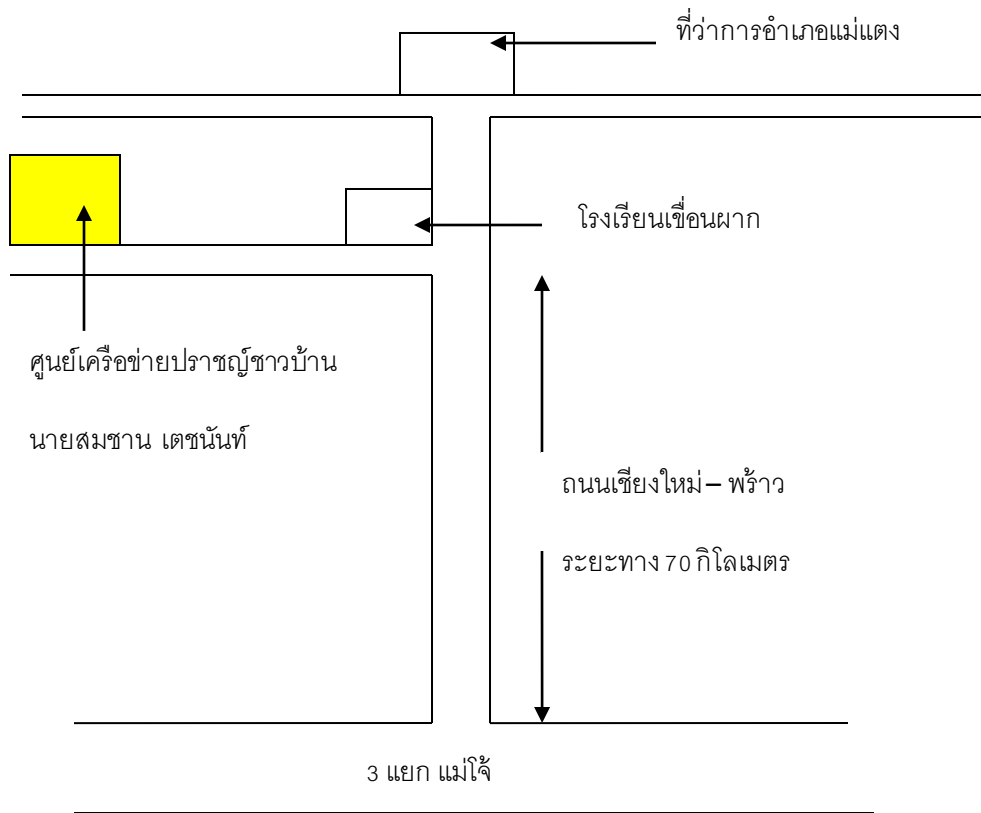 ที่ว่าการอำเภอแม่แตง
โรงเรียนเขื่อนผาก
ศูนย์เครือข่ายปราชญ์ชาวบ้าน
นายสมชาน เตชนันท์
ถนนเชียงใหม่ – พร้าว
ระยะทาง 70 กิโลเมตร
3 แยก แม่โจ้